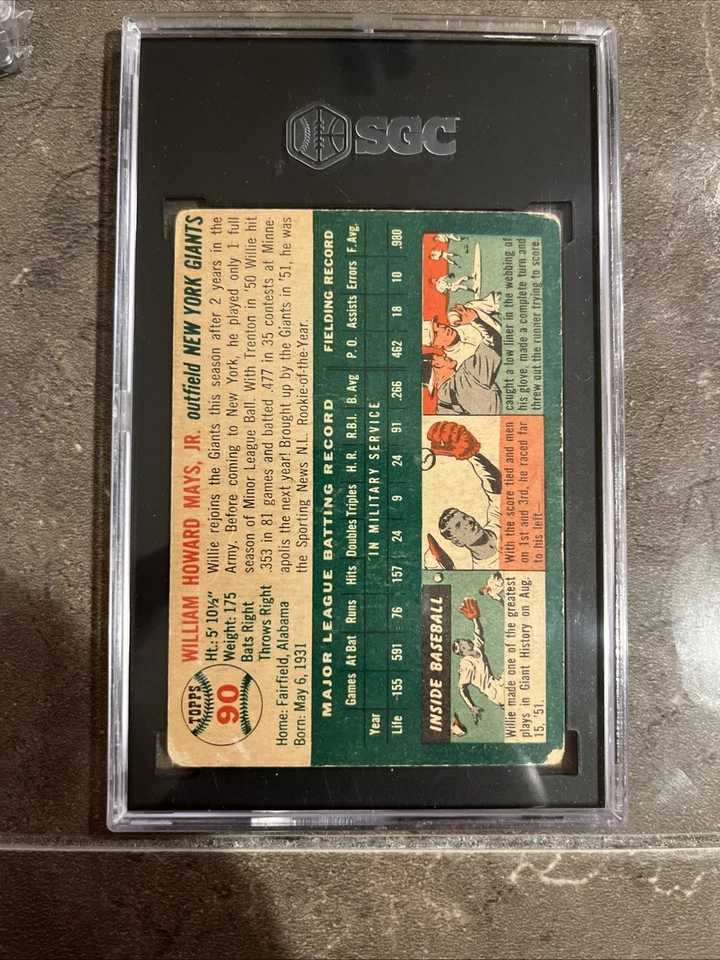 SGC
TOPPS
90
WILLIAM HOWARD MAYS, JR. outfield NEW YORK GIANTS
Ht.: 5' 10½"
Weight: 175
Bats Right
Throws Right
Home: Fairfield, Alabama
Born: May 6, 1931
Willie rejoins the Giants this season after 2 years in the
Army. Before coming to New York, he played only 1 full
season of Minor League Ball. With Trenton in '50 Willie hit
.353 in 81 games and batted .477 in 35 contests at Minne-
apolis the next year! Brought up by the Giants in '51, he was
the Sporting News N.L. Rookie-of-the-Year.
MAJOR LEAGUE BATTING RECORD FIELDING RECORD
Games At Bat Runs Hits Doubles Triples H.R. R.B.I. B. Avg P. O. Assists Errors F. Avg.
Year IN MILITARY SERVICE
Life 155 591 76 157 24 9 24 91 .266 462 18 10 .980
INSIDE BASEBALL
Willie made one of the greatest
plays in Giant History on Aug.
15, '51.
With the score tied and men
on 1st and 3rd, he raced far
to his left—
caught a low liner in the webbing of
his glove, made a complete turn and
threw out the runner trying to score.